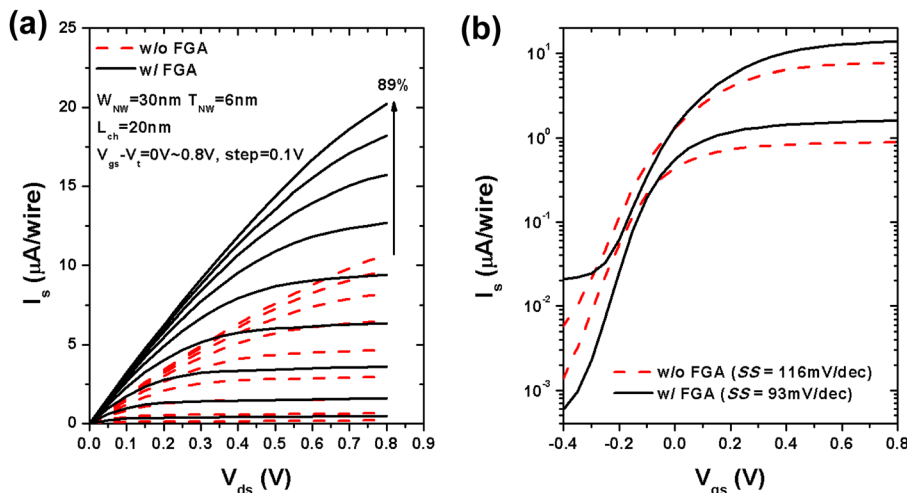 (a)
w/o FGA
w/ FGA
W_NW=30nm T_NW=6nm
L_ch=20nm
V_gs-V_t=0V~0.8V, step=0.1V
89%
25
20
15
10
5
0
0.0 0.1 0.2 0.3 0.4 0.5 0.6 0.7 0.8 0.9
I_s (μA/wire)
V_ds (V)
(b)
10^1
10^0
10^-1
10^-2
10^-3
w/o FGA (SS = 116mV/dec)
w/ FGA (SS = 93mV/dec)
-0.4 -0.2 0.0 0.2 0.4 0.6 0.8
I_s (μA/wire)
V_gs (V)